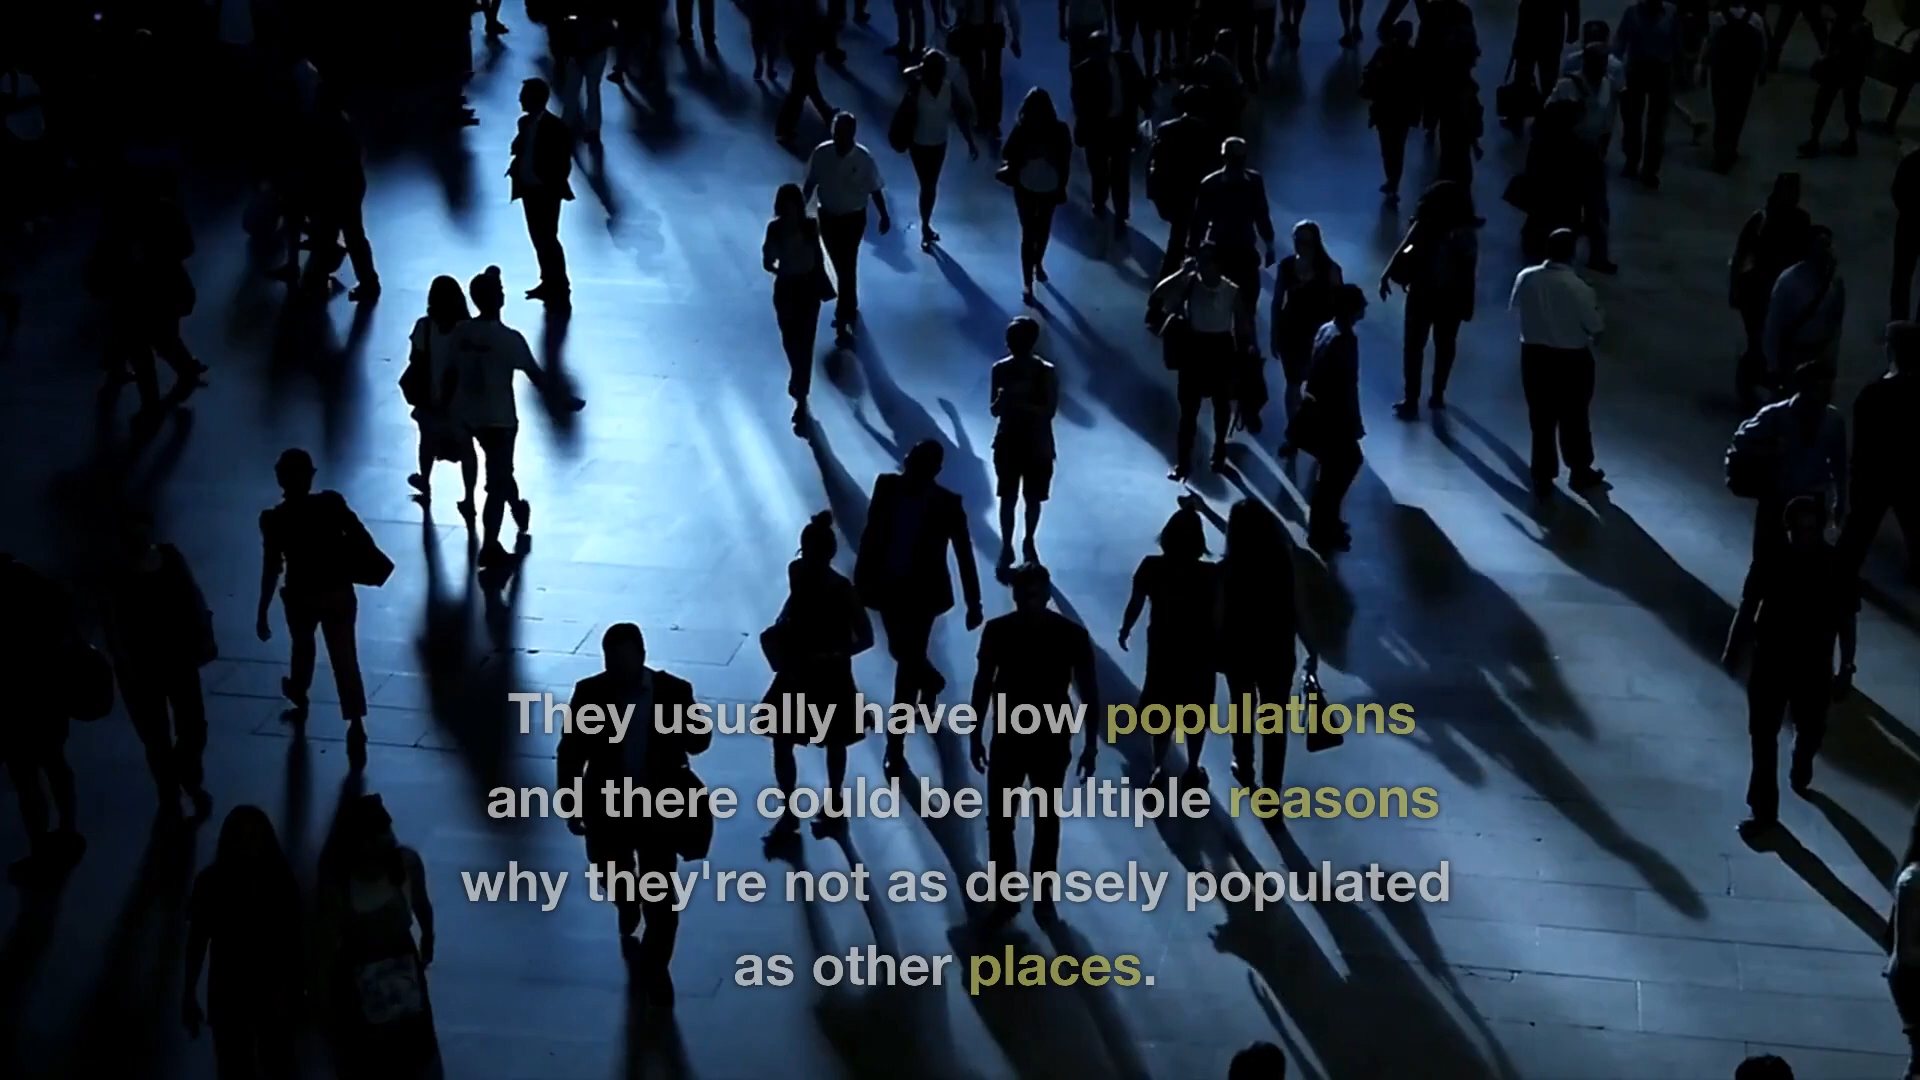 They usually have low populations
and there could be multiple reasons
why they're not as densely populated
as other places.